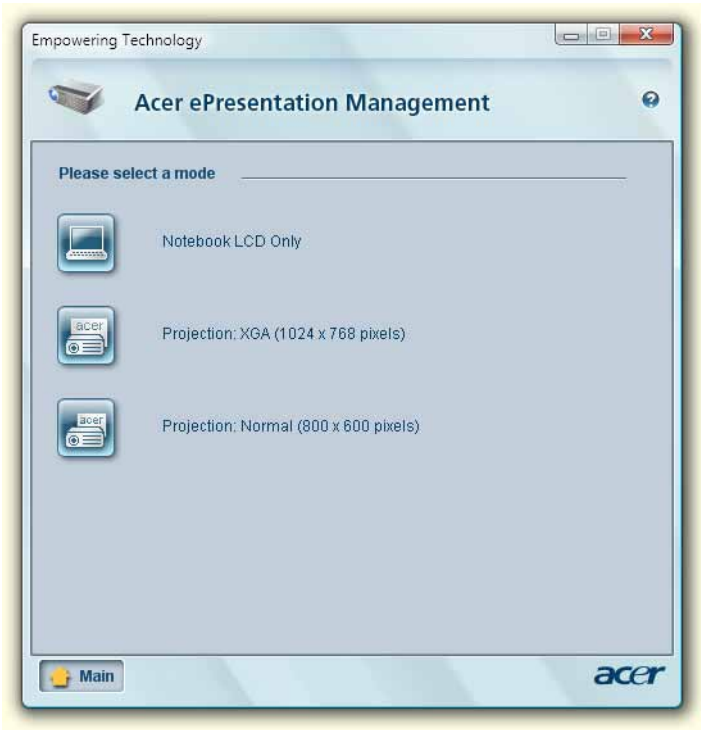 Empowering Technology
Acer ePresentation Management
Please select a mode
Notebook LCD Only
acer
Projection: XGA (1024 x 768 pixels)
acer
Projection: Normal (800 x 600 pixels)
Main
acer